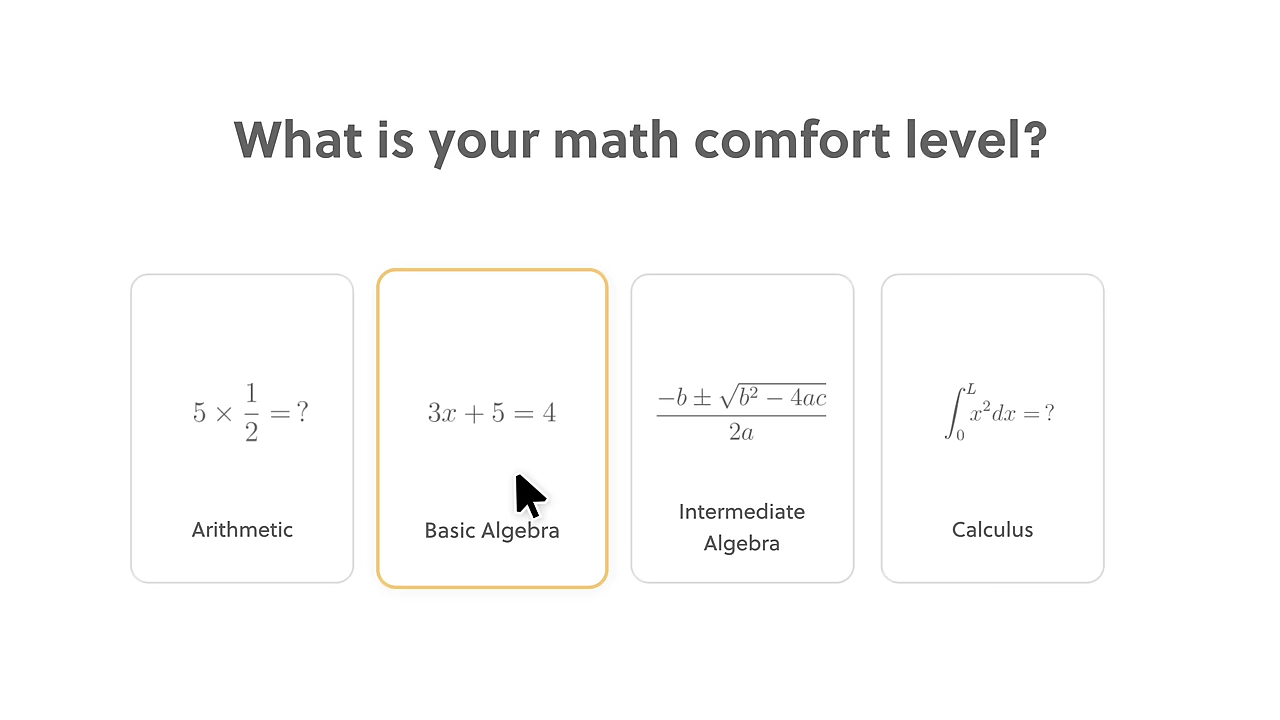 What is your math comfort level?
5 × 1/2 = ?
Arithmetic
3x + 5 = 4
Basic Algebra
−b ± √(b² − 4ac)
2a
Intermediate
Algebra
∫₀ᴸ x²dx = ?
Calculus